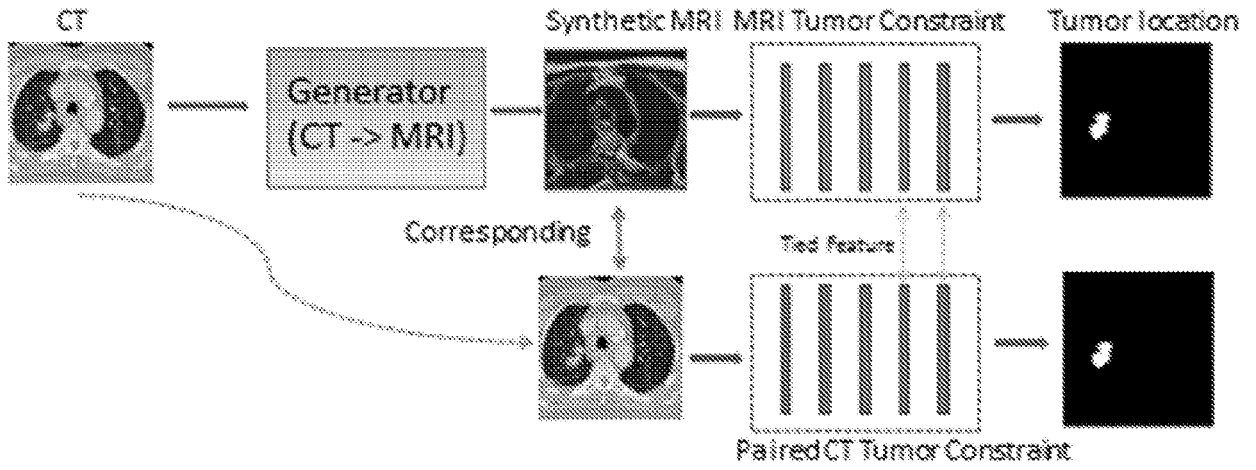 CT
Synthetic MRI
MRI Tumor Constraint
Tumor location
Generator
(CT -> MRI)
Corresponding
Tied Feature
Paired CT Tumor Constraint